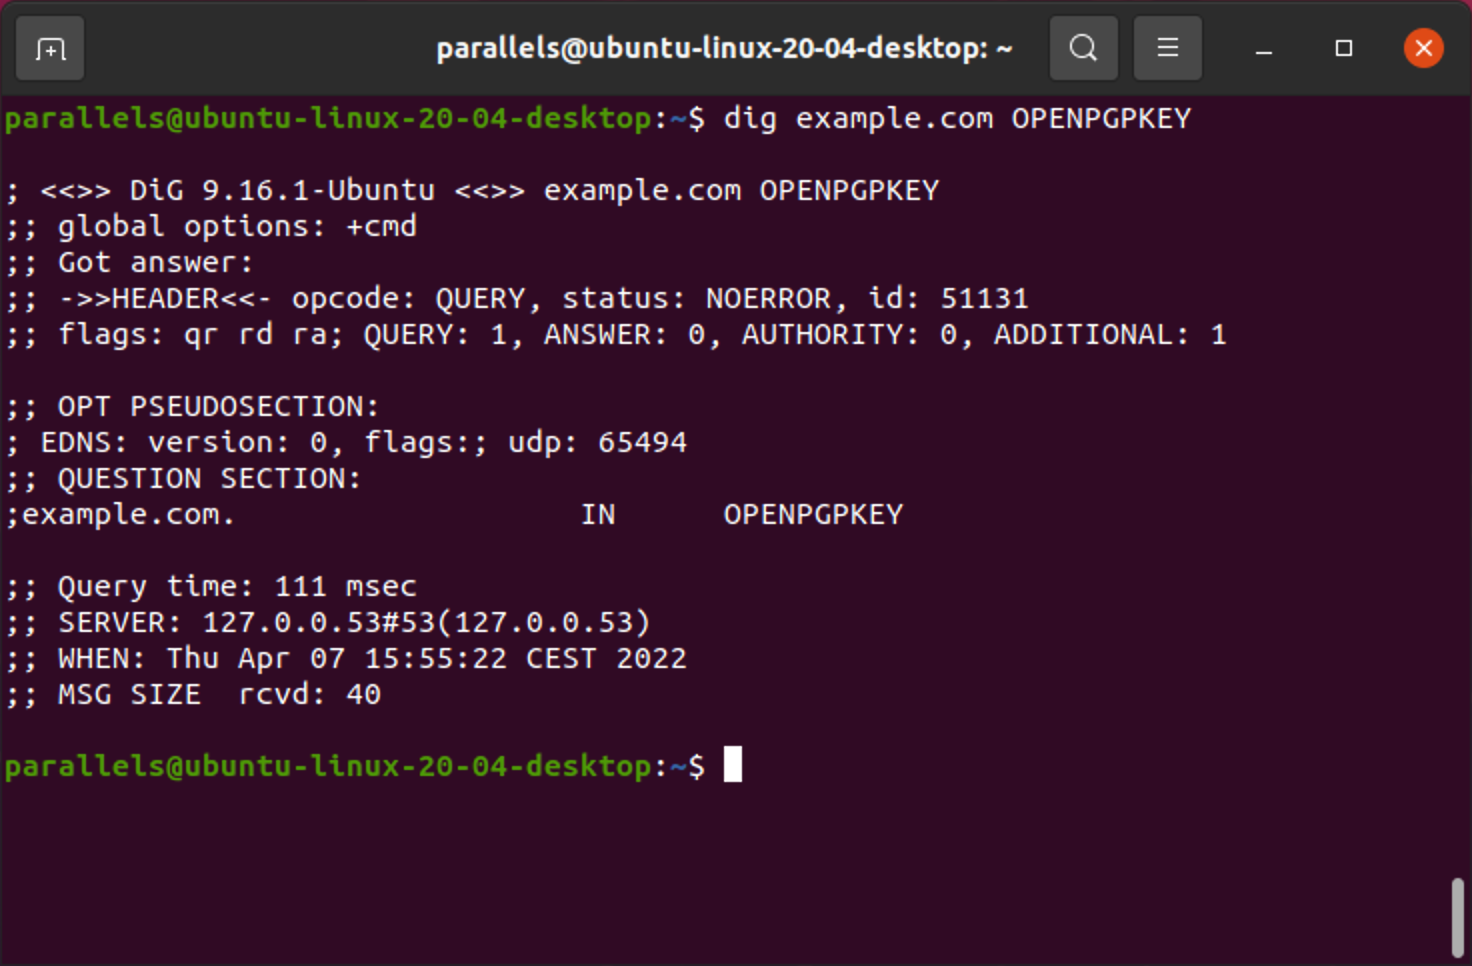 parallels@ubuntu-linux-20-04-desktop: ~
parallels@ubuntu-linux-20-04-desktop:~$ dig example.com OPENPGPKEY
; <<>> DiG 9.16.1-Ubuntu <<>> example.com OPENPGPKEY
;; global options: +cmd
;; Got answer:
;; ->>HEADER<<- opcode: QUERY, status: NOERROR, id: 51131
;; flags: qr rd ra; QUERY: 1, ANSWER: 0, AUTHORITY: 0, ADDITIONAL: 1
;; OPT PSEUDOSECTION:
; EDNS: version: 0, flags:; udp: 65494
;; QUESTION SECTION:
;example.com. IN OPENPGPKEY
;; Query time: 111 msec
;; SERVER: 127.0.0.53#53(127.0.0.53)
;; WHEN: Thu Apr 07 15:55:22 CEST 2022
;; MSG SIZE  rcvd: 40
parallels@ubuntu-linux-20-04-desktop:~$